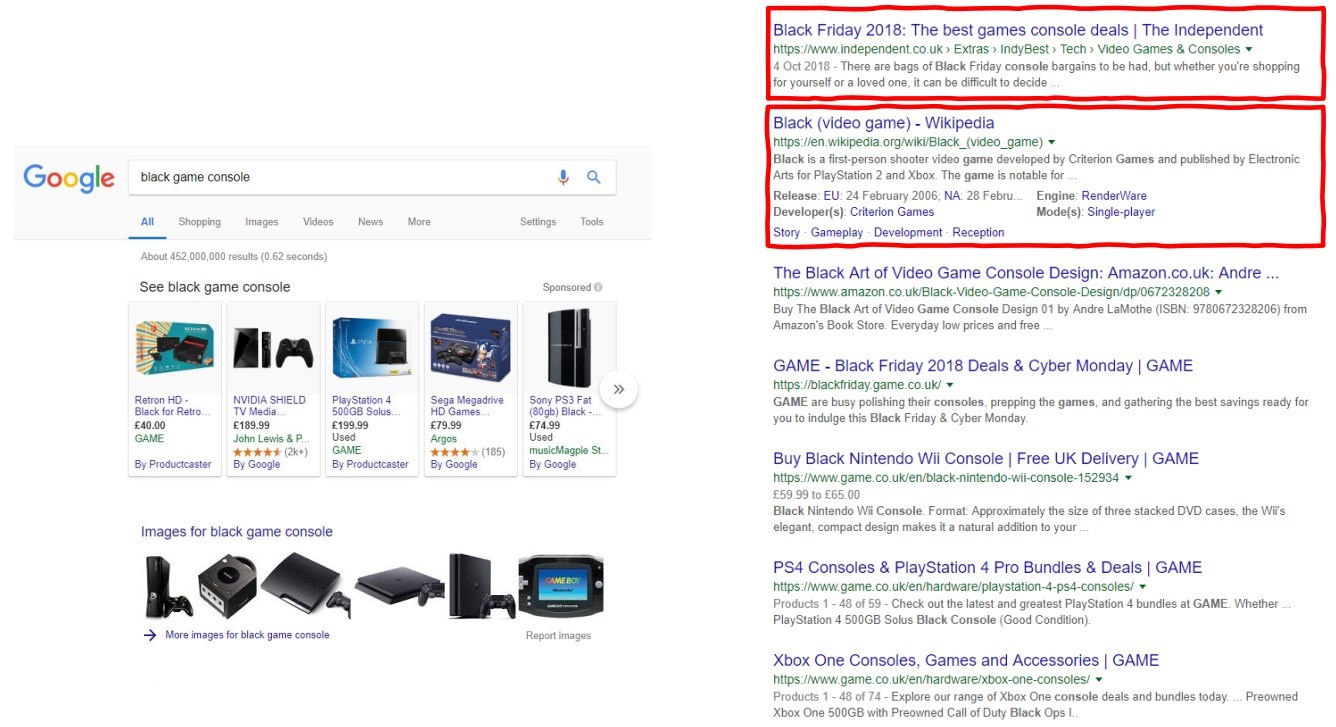 Google
black game console
All Shopping Images Videos News More Settings Tools
About 452,000,000 results (0.62 seconds)
See black game console
Sponsored
Retron HD -
Black for Retro...
£40.00
GAME
By Productcaster
NVIDIA SHIELD
TV Media...
£189.99
John Lewis & P...
(2k+)
By Google
PlayStation 4
500GB Solus...
£199.99
Used
GAME
By Productcaster
Sega Megadrive
HD Games...
£79.99
Argos
(185)
By Google
Sony PS3 Fat
(80gb) Black -...
£74.99
Used
musicMagpie St...
By Google
Images for black game console
GAME BOY
More images for black game console
Report images
Black Friday 2018: The best games console deals | The Independent
https://www.independent.co.uk › Extras › IndyBest › Tech › Video Games & Consoles
4 Oct 2018 - There are bags of Black Friday console bargains to be had, but whether you're shopping
for yourself or a loved one, it can be difficult to decide ...
Black (video game) - Wikipedia
https://en.wikipedia.org/wiki/Black_(video_game)
Black is a first-person shooter video game developed by Criterion Games and published by Electronic
Arts for PlayStation 2 and Xbox. The game is notable for ...
Release: EU: 24 February 2006; NA: 28 Febru... Engine: RenderWare
Developer(s): Criterion Games Mode(s): Single-player
Story · Gameplay · Development · Reception
The Black Art of Video Game Console Design: Amazon.co.uk: Andre ...
https://www.amazon.co.uk/Black-Video-Game-Console-Design/dp/0672328208
Buy The Black Art of Video Game Console Design 01 by Andre LaMothe (ISBN: 9780672328206) from
Amazon's Book Store. Everyday low prices and free ...
GAME - Black Friday 2018 Deals & Cyber Monday | GAME
https://blackfriday.game.co.uk/
GAME are busy polishing their consoles, prepping the games, and gathering the best savings ready for
you to indulge this Black Friday & Cyber Monday.
Buy Black Nintendo Wii Console | Free UK Delivery | GAME
https://www.game.co.uk/en/black-nintendo-wii-console-152934
£59.99 to £65.00
Black Nintendo Wii Console. Format: Approximately the size of three stacked DVD cases, the Wii's
elegant, compact design makes it a natural addition to your ...
PS4 Consoles & PlayStation 4 Pro Bundles & Deals | GAME
https://www.game.co.uk/en/hardware/playstation-4-ps4-consoles/
Products 1 - 48 of 59 - Check out the latest and greatest PlayStation 4 bundles at GAME. Whether ...
PlayStation 4 500GB Solus Black Console (Good Condition).
Xbox One Consoles, Games and Accessories | GAME
https://www.game.co.uk/en/hardware/xbox-one-consoles/
Products 1 - 48 of 74 - Explore our range of Xbox One console deals and bundles today. ... Preowned
Xbox One 500GB with Preowned Call of Duty Black Ops I..